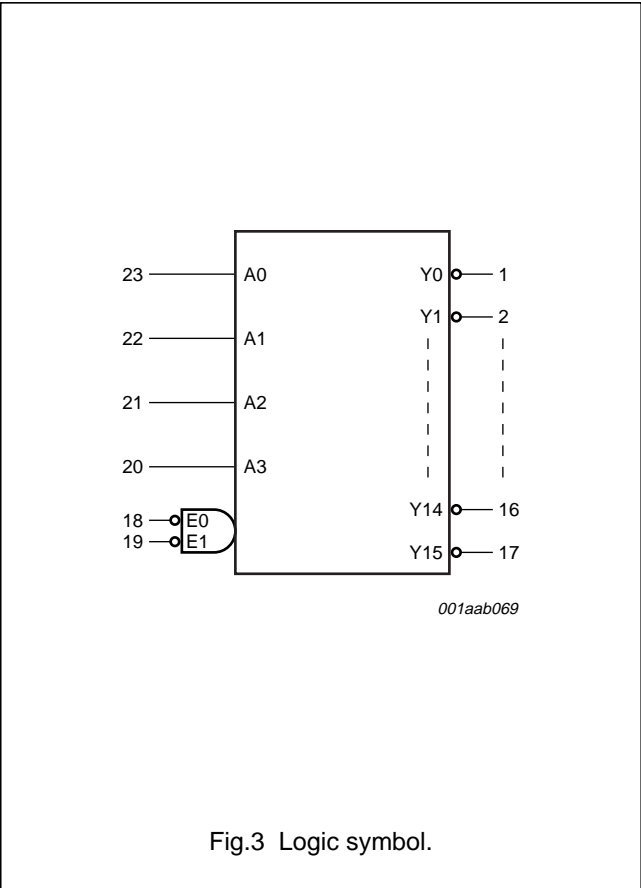 23 A0 Y0 1
Y1 2
22 A1
21 A2
20 A3
18 E0 Y14 16
19 E1
Y15 17
001aab069
Fig.3 Logic symbol.